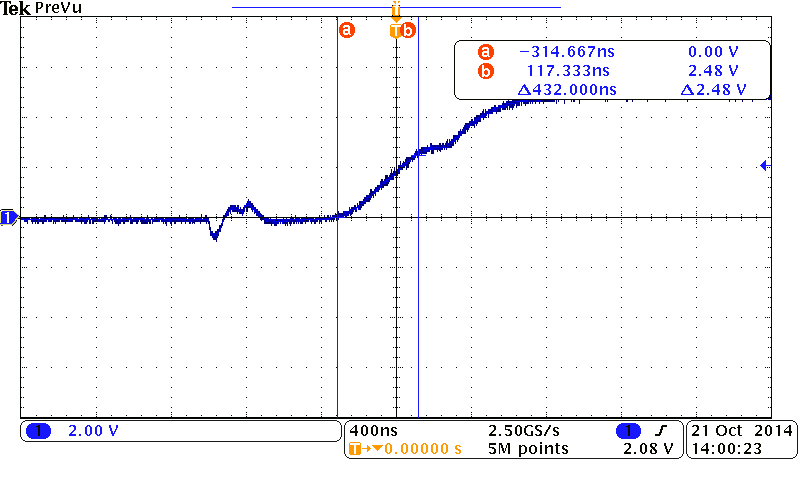 Tek PreVu
T
a T b
a −314.667ns 0.00 V
b 117.333ns 2.48 V
Δ432.000ns Δ2.48 V
1
1 2.00 V
400ns 2.50GS/s 1 21 Oct 2014
T→▼0.00000 s 5M points 2.08 V 14:00:23